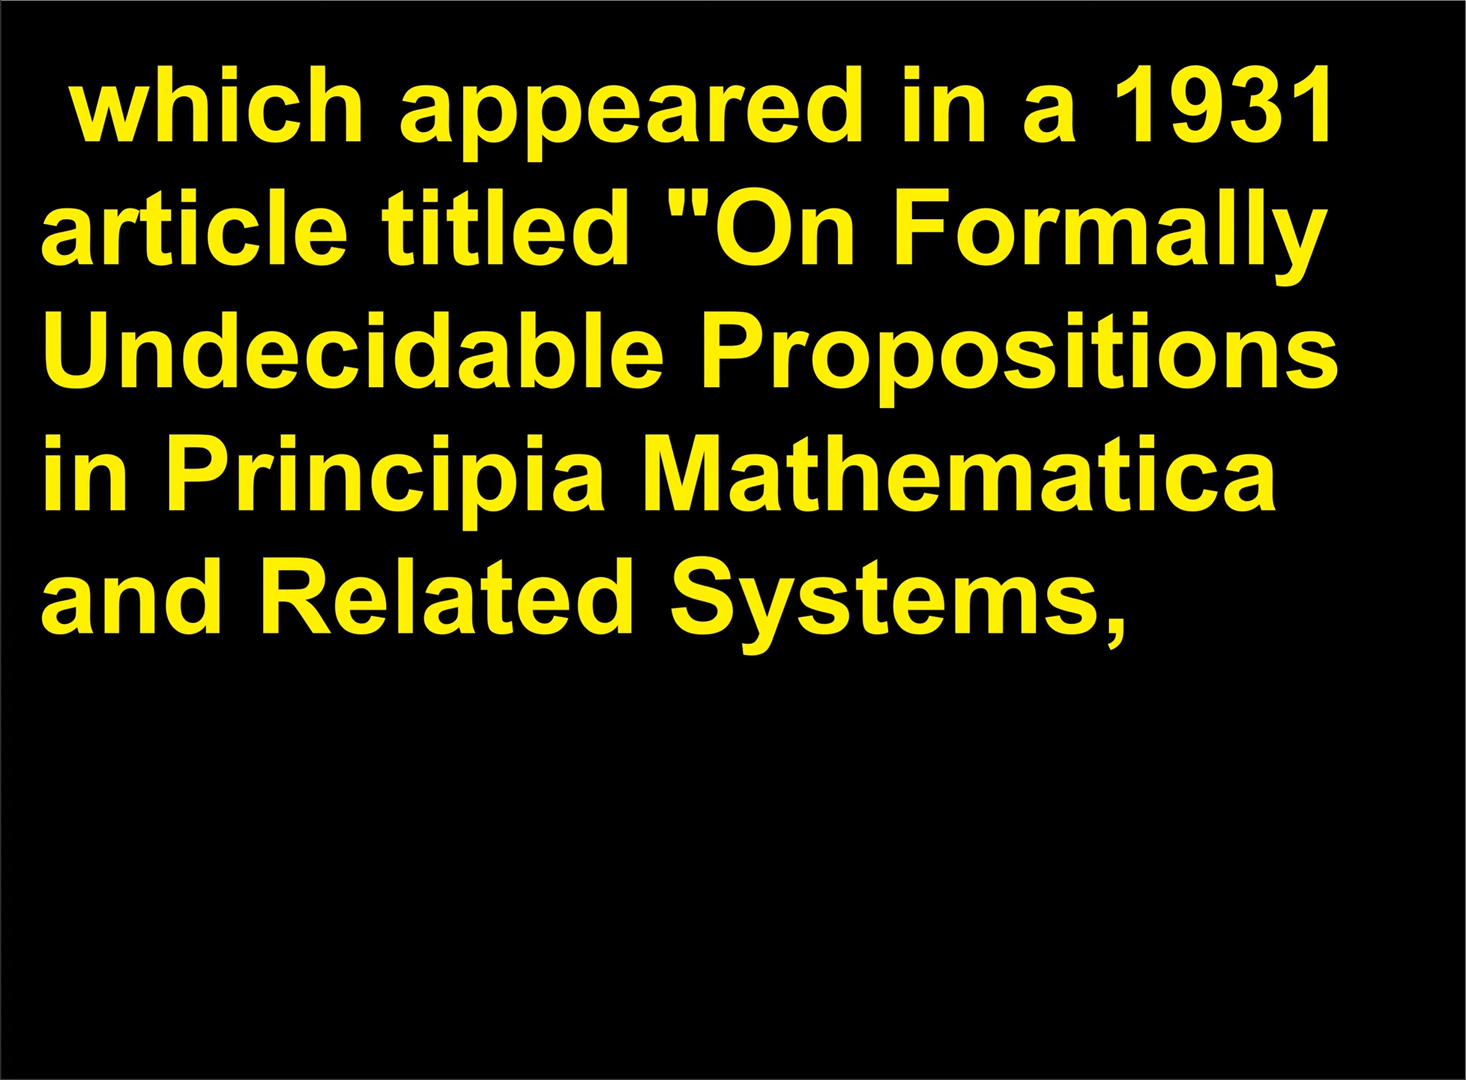 which appeared in a 1931
article titled "On Formally
Undecidable Propositions
in Principia Mathematica
and Related Systems,